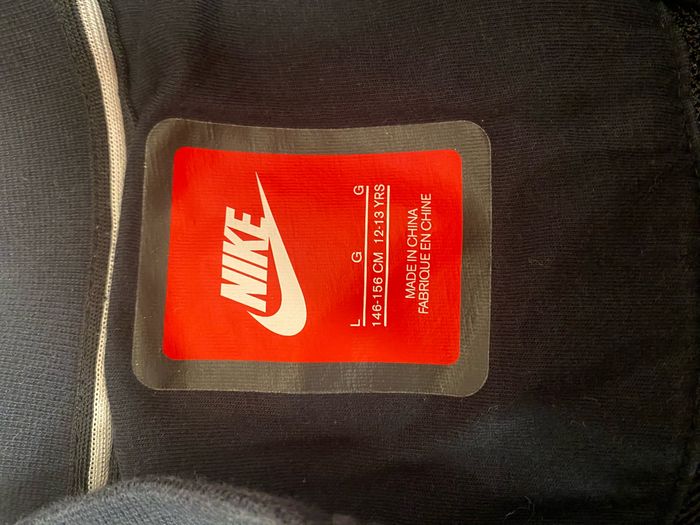 NIKE
L G G
146-156 CM 12-13 YRS
MADE IN CHINA
FABRIQUE EN CHINE